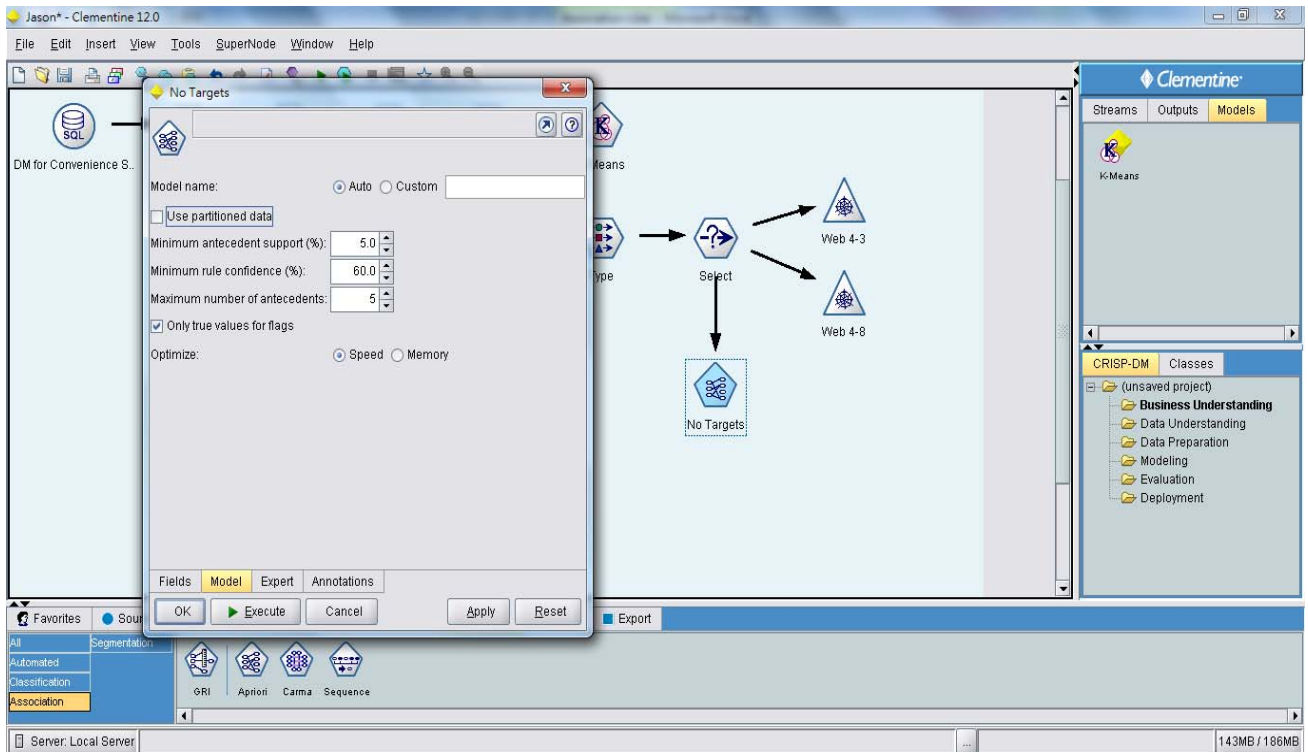 Jason* - Clementine 12.0
File Edit Insert View Tools SuperNode Window Help
No Targets
Model name: Auto Custom
Use partitioned data
Minimum antecedent support (%): 5.0
Minimum rule confidence (%): 60.0
Maximum number of antecedents: 5
Only true values for flags
Optimize: Speed Memory
Fields Model Expert Annotations
OK Execute Cancel Apply Reset
SQL
DM for Convenience S..
K
Means
Type
Select
Web 4-3
Web 4-8
No Targets
Clementine
Streams Outputs Models
K
K-Means
CRISP-DM Classes
(unsaved project)
Business Understanding
Data Understanding
Data Preparation
Modeling
Evaluation
Deployment
Favorites Sour Export
All Segmentation
Automated
Classification
Association
GRI Apriori Carma Sequence
Server: Local Server ... 143MB / 186MB